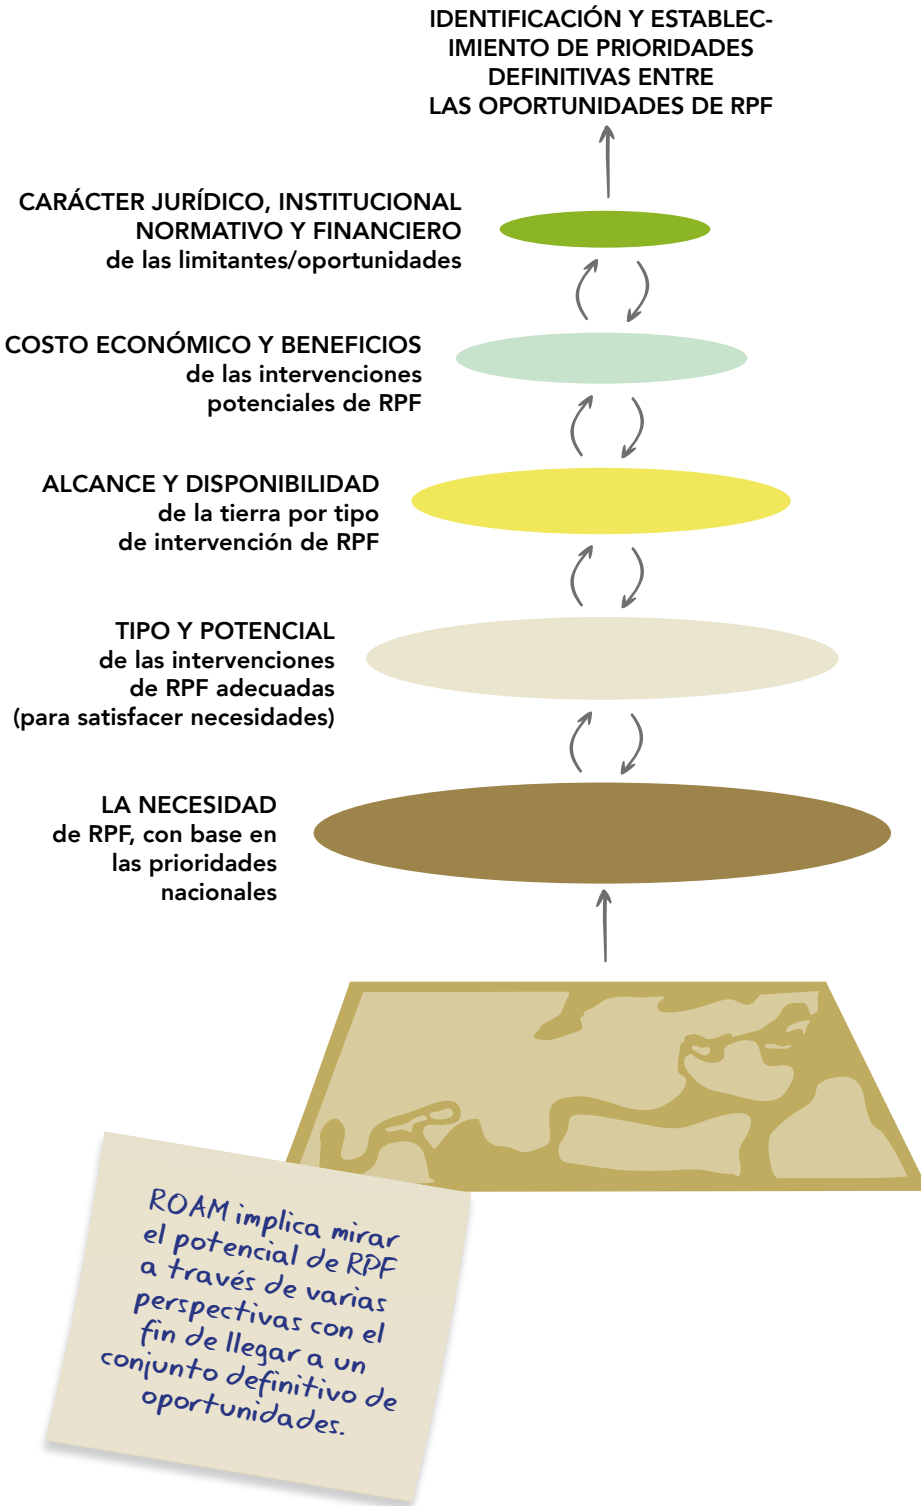 IDENTIFICACIÓN Y ESTABLEC-
IMIENTO DE PRIORIDADES
DEFINITIVAS ENTRE
LAS OPORTUNIDADES DE RPF
CARÁCTER JURÍDICO, INSTITUCIONAL
NORMATIVO Y FINANCIERO
de las limitantes/oportunidades
COSTO ECONÓMICO Y BENEFICIOS
de las intervenciones
potenciales de RPF
ALCANCE Y DISPONIBILIDAD
de la tierra por tipo
de intervención de RPF
TIPO Y POTENCIAL
de las intervenciones
de RPF adecuadas
(para satisfacer necesidades)
LA NECESIDAD
de RPF, con base en
las prioridades
nacionales
ROAM implica mirar
el potencial de RPF
a través de varias
perspectivas con el
fin de llegar a un
conjunto definitivo de
oportunidades.